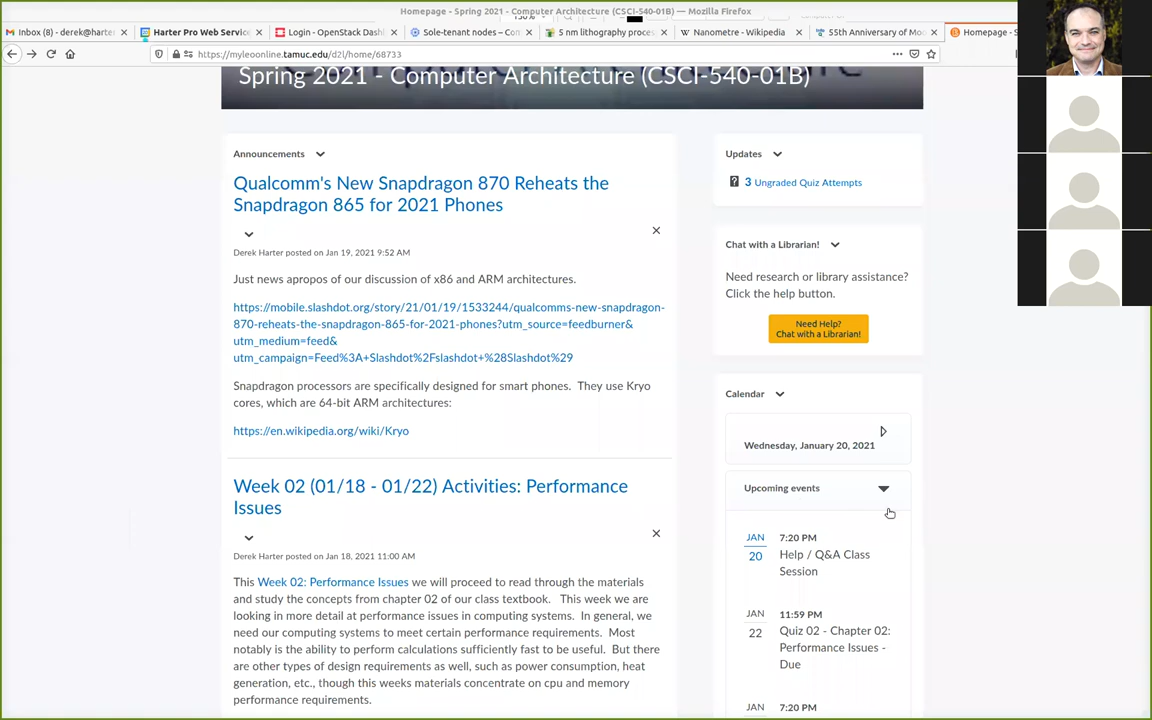 Homepage - Spring 2021 - Computer Architecture (CSCI-540-01B) — Mozilla Firefox
Inbox (8) - derek@harte
Harter Pro Web Service
Login - OpenStack Dashl
Sole-tenant nodes – Con
5 nm lithography proces
Nanometre - Wikipedia
55th Anniversary of Moo
Homepage - S
https://myleoonline.tamuc.edu/d2l/home/68733
Spring 2021 - Computer Architecture (CSCI-540-01B)
Announcements
Qualcomm's New Snapdragon 870 Reheats the
Snapdragon 865 for 2021 Phones
Derek Harter posted on Jan 19, 2021 9:52 AM
Just news apropos of our discussion of x86 and ARM architectures.
https://mobile.slashdot.org/story/21/01/19/1533244/qualcomms-new-snapdragon-
870-reheats-the-snapdragon-865-for-2021-phones?utm_source=feedburner&
utm_medium=feed&
utm_campaign=Feed%3A+Slashdot%2Fslashdot+%28Slashdot%29
Snapdragon processors are specifically designed for smart phones. They use Kryo
cores, which are 64-bit ARM architectures:
https://en.wikipedia.org/wiki/Kryo
Week 02 (01/18 - 01/22) Activities: Performance
Issues
Derek Harter posted on Jan 18, 2021 11:00 AM
This Week 02: Performance Issues we will proceed to read through the materials
and study the concepts from chapter 02 of our class textbook. This week we are
looking in more detail at performance issues in computing systems. In general, we
need our computing systems to meet certain performance requirements. Most
notably is the ability to perform calculations sufficiently fast to be useful. But there
are other types of design requirements as well, such as power consumption, heat
generation, etc., though this weeks materials concentrate on cpu and memory
performance requirements.
Updates
3 Ungraded Quiz Attempts
Chat with a Librarian!
Need research or library assistance?
Click the help button.
Need Help?
Chat with a Librarian!
Calendar
Wednesday, January 20, 2021
Upcoming events
JAN
20
7:20 PM
Help / Q&A Class
Session
JAN
22
11:59 PM
Quiz 02 - Chapter 02:
Performance Issues -
Due
JAN
7:20 PM